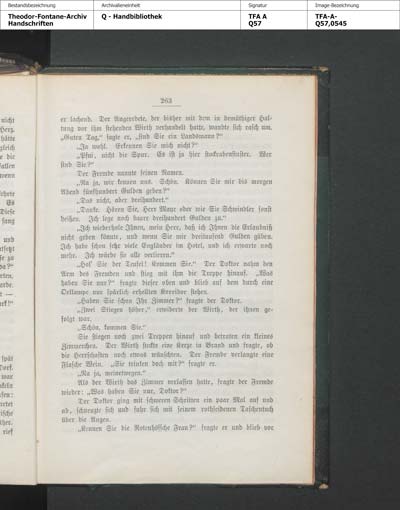 Bestandsbezeichnung Archivalieneinheit Signatur Image-Bezeichnung
Theodor-Fontane-Archiv Q - Handbibliothek TFA A TFA-A-
Handschriften Q57 Q57,0545
263
er lachend. Der Angeredete, der bisher mit dem in demüthiger Hal-
tung vor ihm stehenden Wirth verhandelt hatte, wandte sich rasch um.
„Guten Tag,“ sagte er, „sind Sie ein Landsmann?“
„Ja wohl. Erkennen Sie mich nicht?“
„Pfui, nicht die Spur. Es ist ja hier stockrabenfinster. Wer
sind Sie?“
Der Fremde nannte seinen Namen.
„Na ja, wir kennen uns. Schön. Können Sie mir bis morgen
Abend fünfhundert Gulden geben?“
„Das nicht, aber dreihundert.“
„Danke. Hören Sie, Herr Mayr oder wie Sie Schwindler sonst
heißen. Ich lege noch baare dreihundert Gulden zu.“
„Ich wiederhole Ihnen, mein Herr, daß ich Ihnen die Erlaubniß
nicht geben könnte, und wenn Sie mir dreitausend Gulden gäben.
Ich habe schon sehr viele Engländer im Hotel, und ich erwarte noch
mehr. Ich würde sie alle verlieren.“
„Hol' Sie der Teufel! Kommen Sie.“ Der Doktor nahm den
Arm des Fremden und stieg mit ihm die Treppe hinauf. „Was
haben Sie nur?“ fragte dieser oben und blieb auf dem durch eine
Oellampe nur spärlich erhellten Korridor stehen.
„Haben Sie schon Ihr Zimmer?“ fragte der Doktor.
„Zwei Stiegen höher,“ erwiderte der Wirth, der ihnen ge-
folgt war.
„Schön, kommen Sie.“
Sie stiegen noch zwei Treppen hinauf und betraten ein kleines
Zimmerchen. Der Wirth steckte eine Kerze in Brand und fragte, ob
die Herrschaften noch etwas wünschten. Der Fremde verlangte eine
Flasche Wein. „Sie trinken doch mit?“ fragte er.
„Na ja, meinetwegen.“
Als der Wirth das Zimmer verlassen hatte, fragte der Fremde
wieder: „Was haben Sie nur, Doktor?“
Der Doktor ging mit schweren Schritten ein paar Mal auf und
ab, schneuzte sich und fuhr sich mit seinem rothseidenen Taschentuch
über die Augen.
„Kennen Sie die Rotenhöffsche Frau?“ fragte er und blieb vor